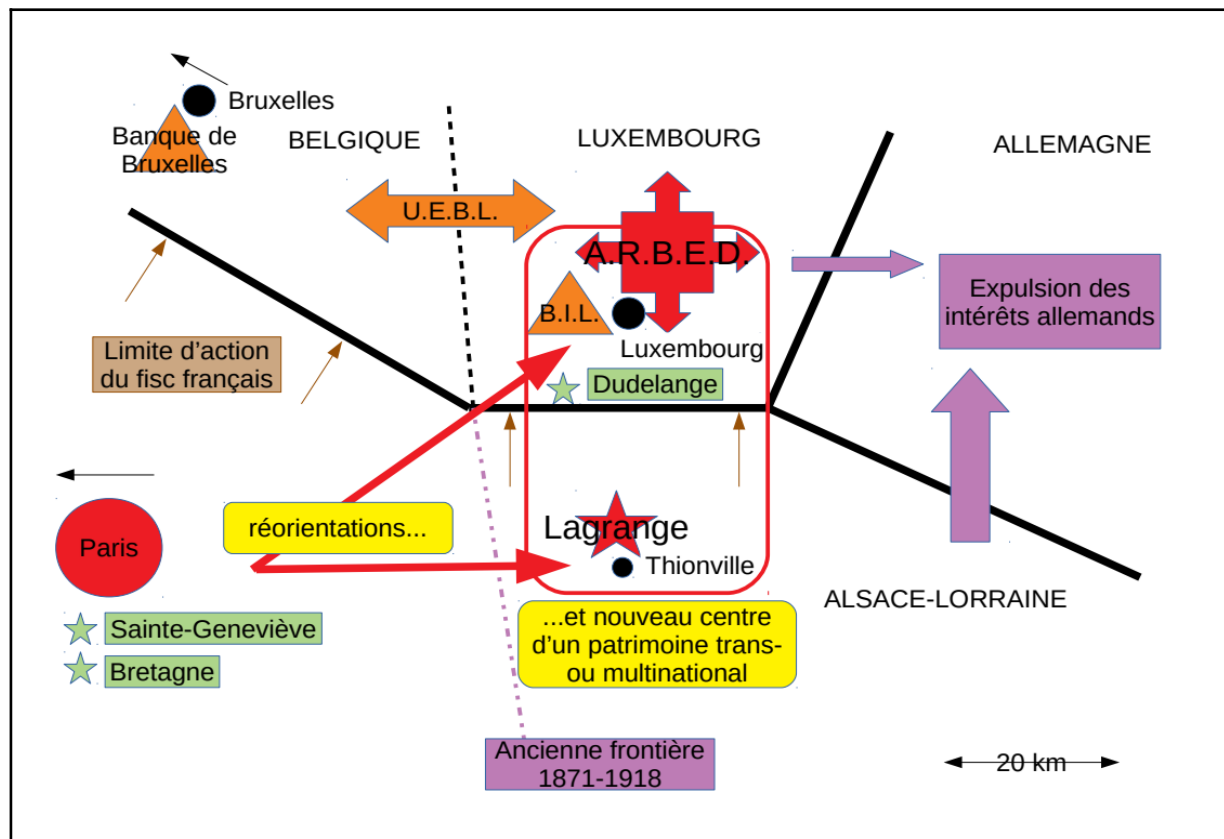 Bruxelles
Banque de
Bruxelles
BELGIQUE
LUXEMBOURG
ALLEMAGNE
U.E.B.L.
A.R.B.E.D.
Expulsion des
intérêts allemands
B.I.L.
Luxembourg
Limite d'action
du fisc français
Dudelange
réorientations...
Lagrange
Paris
Thionville
ALSACE-LORRAINE
Sainte-Geneviève
Bretagne
...et nouveau centre
d'un patrimoine trans-
ou multinational
Ancienne frontière
1871-1918
20 km